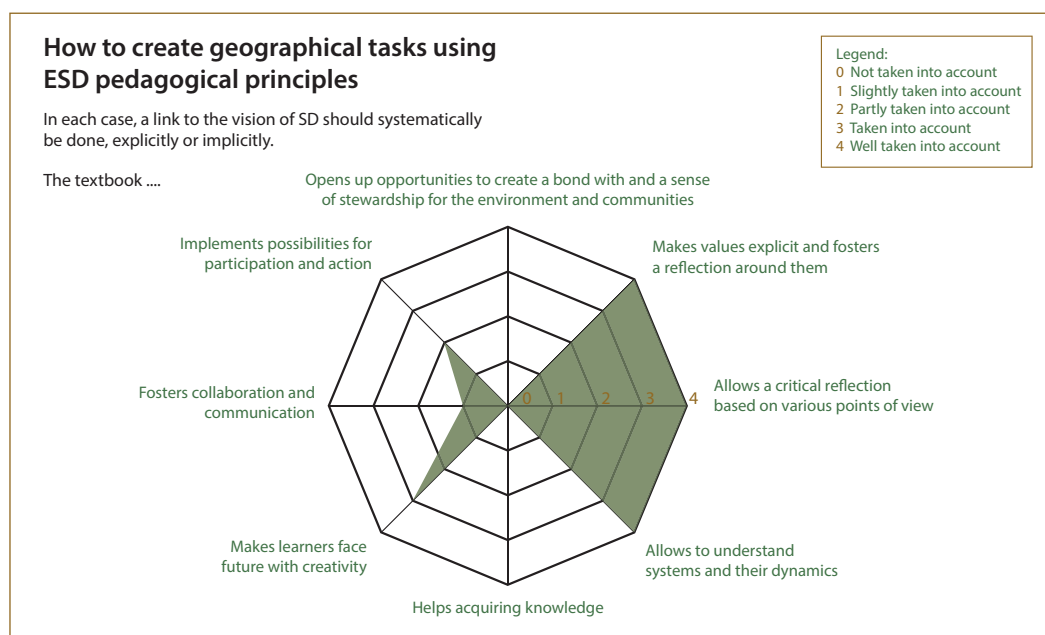 How to create geographical tasks using
ESD pedagogical principles
In each case, a link to the vision of SD should systematically
be done, explicitly or implicitly.
The textbook ....
Legend:
0 Not taken into account
1 Slightly taken into account
2 Partly taken into account
3 Taken into account
4 Well taken into account
Opens up opportunities to create a bond with and a sense
of stewardship for the environment and communities
Implements possibilities for
participation and action
Makes values explicit and fosters
a reflection around them
Fosters collaboration and
communication
0 1 2 3 4
Allows a critical reflection
based on various points of view
Makes learners face
future with creativity
Allows to understand
systems and their dynamics
Helps acquiring knowledge